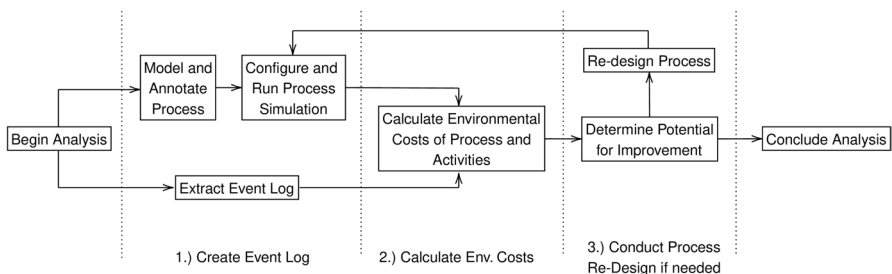 Begin Analysis
Model and
Annotate
Process
Configure and
Run Process
Simulation
Extract Event Log
1.) Create Event Log
Calculate Environmental
Costs of Process and
Activities
2.) Calculate Env. Costs
Re-design Process
Determine Potential
for Improvement
3.) Conduct Process
Re-Design if needed
Conclude Analysis